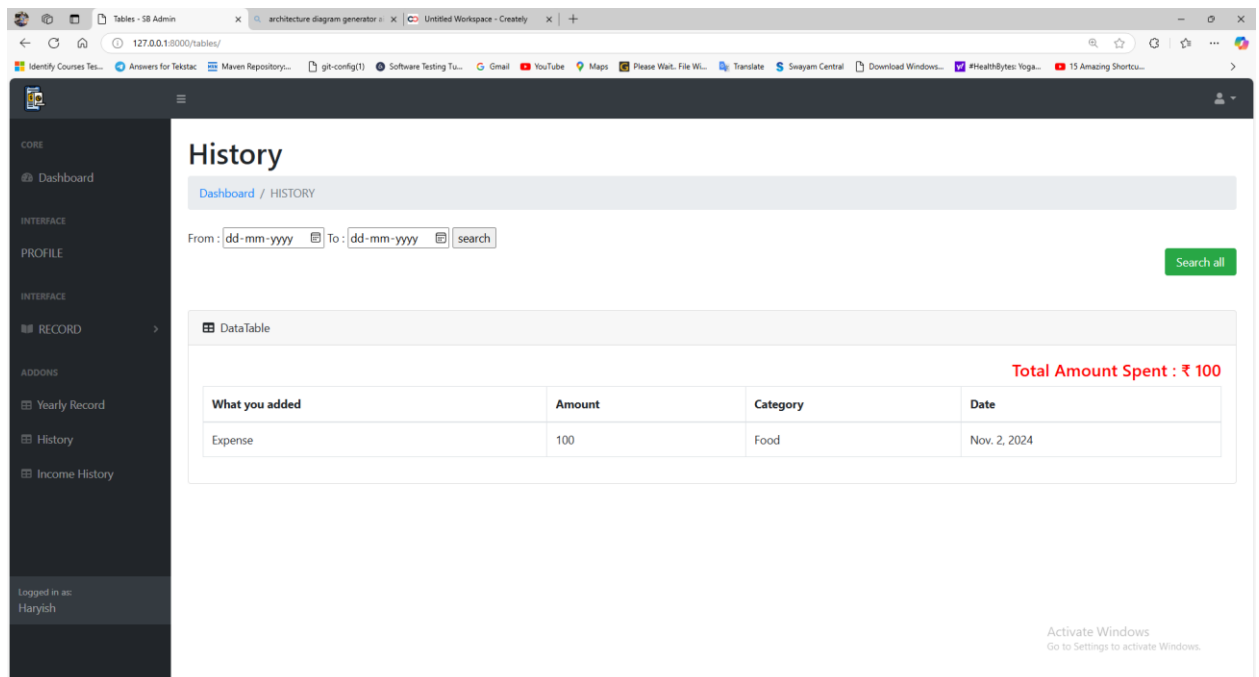 Tables - SB Admin
architecture diagram generator
Untitled Workspace - Creately
127.0.0.1:8000/tables/
Identify Courses Tes... Answers for Tekstac Maven Repository:... git-config(1) Software Testing Tu... Gmail YouTube Maps Please Wait.. File Wi... Translate Swayam Central Download Windows... #HealthBytes: Yoga... 15 Amazing Shortcu...
CORE
Dashboard
INTERFACE
PROFILE
INTERFACE
RECORD
ADDONS
Yearly Record
History
Income History
Logged in as:
Haryish
History
Dashboard / HISTORY
From : dd-mm-yyyy To : dd-mm-yyyy search
Search all
DataTable
Total Amount Spent : ₹ 100
What you added Amount Category Date
Expense 100 Food Nov. 2, 2024
Activate Windows
Go to Settings to activate Windows.